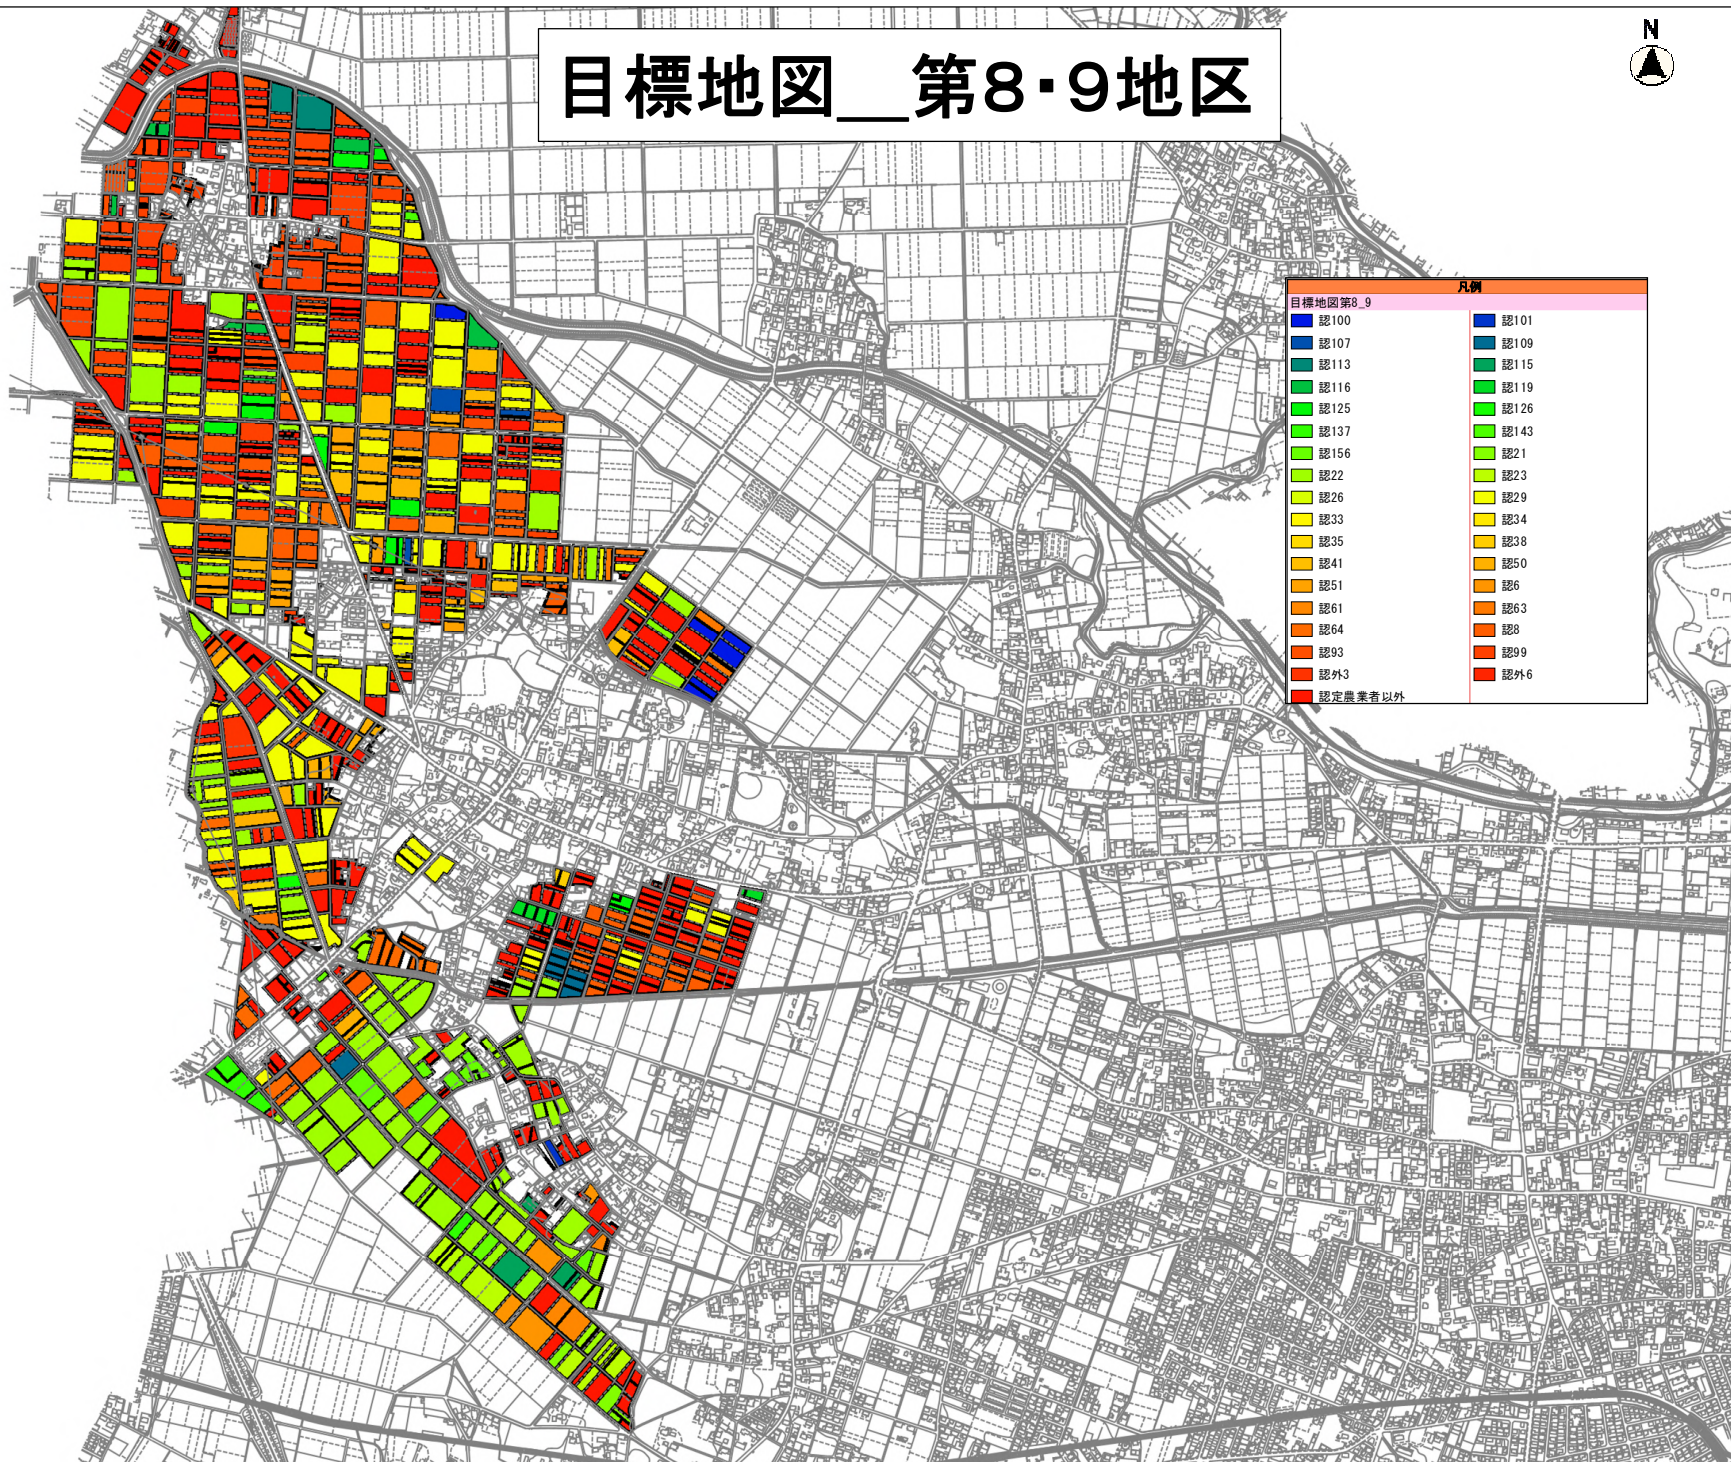 目標地図__第8・9地区
N
凡例
目標地図第8_9
認100 認101
認107 認109
認113 認115
認116 認119
認125 認126
認137 認143
認156 認21
認22 認23
認26 認29
認33 認34
認35 認38
認41 認50
認51 認6
認61 認63
認64 認8
認93 認99
認外3 認外6
認定農業者以外